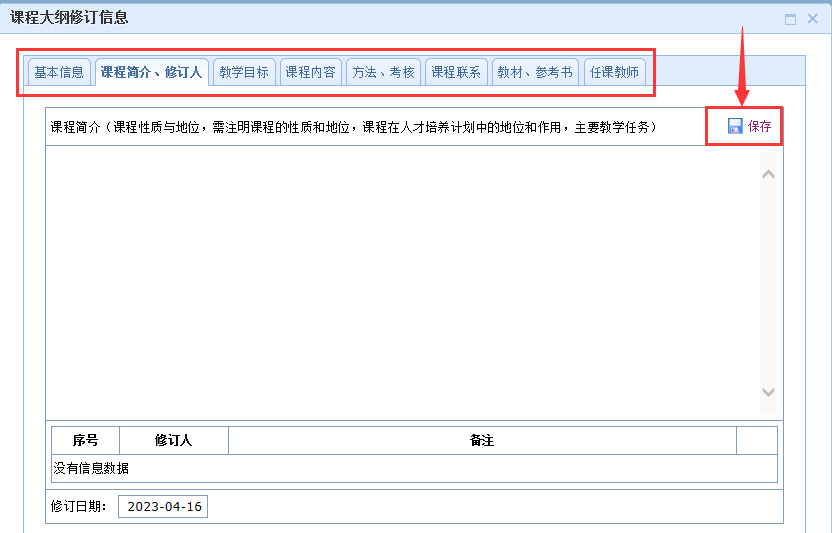 课程大纲修订信息
基本信息 课程简介、修订人 教学目标 课程内容 方法、考核 课程联系 教材、参考书 任课教师
课程简介（课程性质与地位，需注明课程的性质和地位，课程在人才培养计划中的地位和作用，主要教学任务） 保存
序号 修订人 备注
没有信息数据
修订日期： 2023-04-16